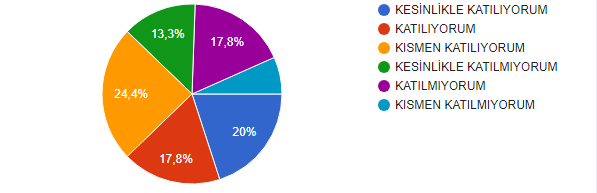 KESİNLİKLE KATILIYORUM
KATILIYORUM
KISMEN KATILIYORUM
KESİNLİKLE KATILMIYORUM
KATILMIYORUM
KISMEN KATILMIYORUM
13,3%
17,8%
24,4%
20%
17,8%